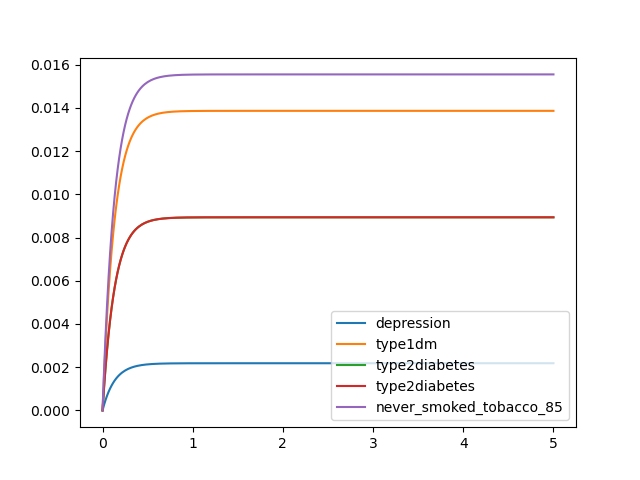 0.016
0.014
0.012
0.010
0.008
0.006
0.004
0.002
0.000
depression
type1dm
type2diabetes
type2diabetes
never_smoked_tobacco_85
0 1 2 3 4 5